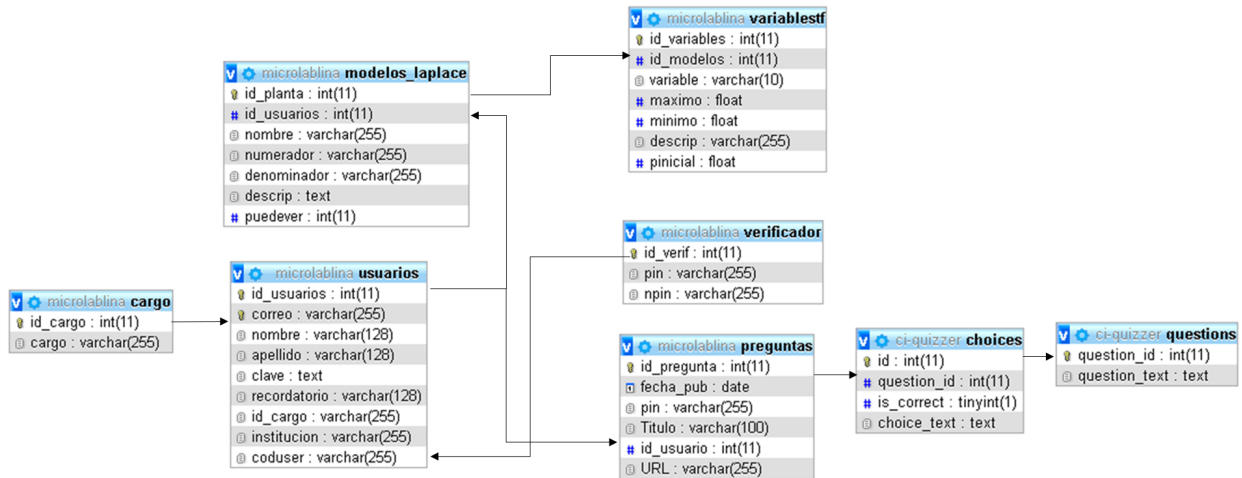 microlablina variablestf
id_variables : int(11)
id_modelos : int(11)
variable : varchar(10)
maximo : float
minimo : float
descrip : varchar(255)
pinicial : float
microlablina modelos_laplace
id_planta : int(11)
id_usuarios : int(11)
nombre : varchar(255)
numerador : varchar(255)
denominador : varchar(255)
descrip : text
puedever : int(11)
microlablina verificador
id_verif : int(11)
pin : varchar(255)
npin : varchar(255)
microlablina usuarios
id_usuarios : int(11)
correo : varchar(255)
nombre : varchar(128)
apellido : varchar(128)
clave : text
recordatorio : varchar(128)
id_cargo : varchar(255)
institucion : varchar(255)
coduser : varchar(255)
microlablina cargo
id_cargo : int(11)
cargo : varchar(255)
microlablina preguntas
id_pregunta : int(11)
fecha_pub : date
pin : varchar(255)
Titulo : varchar(100)
id_usuario : int(11)
URL : varchar(255)
ci-quizzer choices
id : int(11)
question_id : int(11)
is_correct : tinyint(1)
choice_text : text
ci-quizzer questions
question_id : int(11)
question_text : text